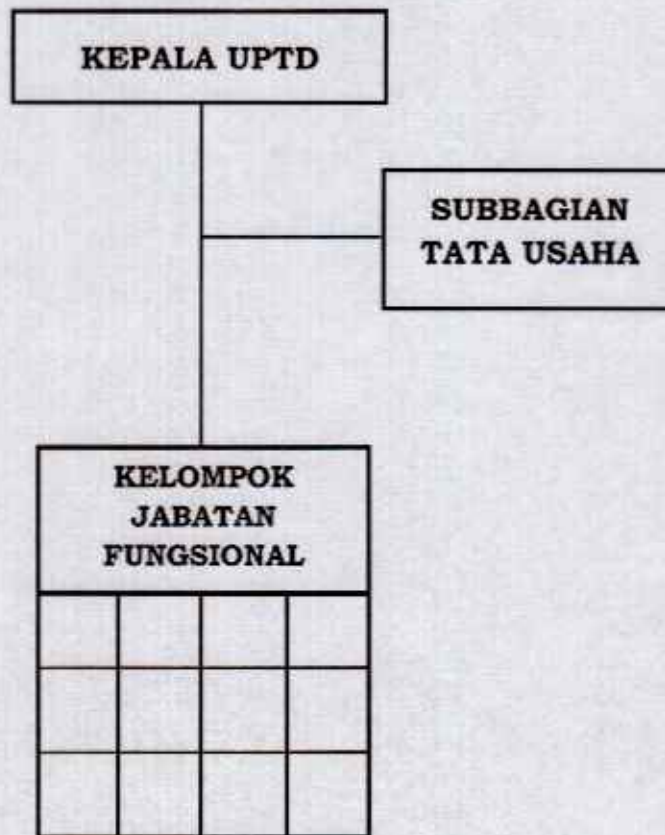 KEPALA UPTD
SUBBAGIAN
TATA USAHA
KELOMPOK
JABATAN
FUNGSIONAL